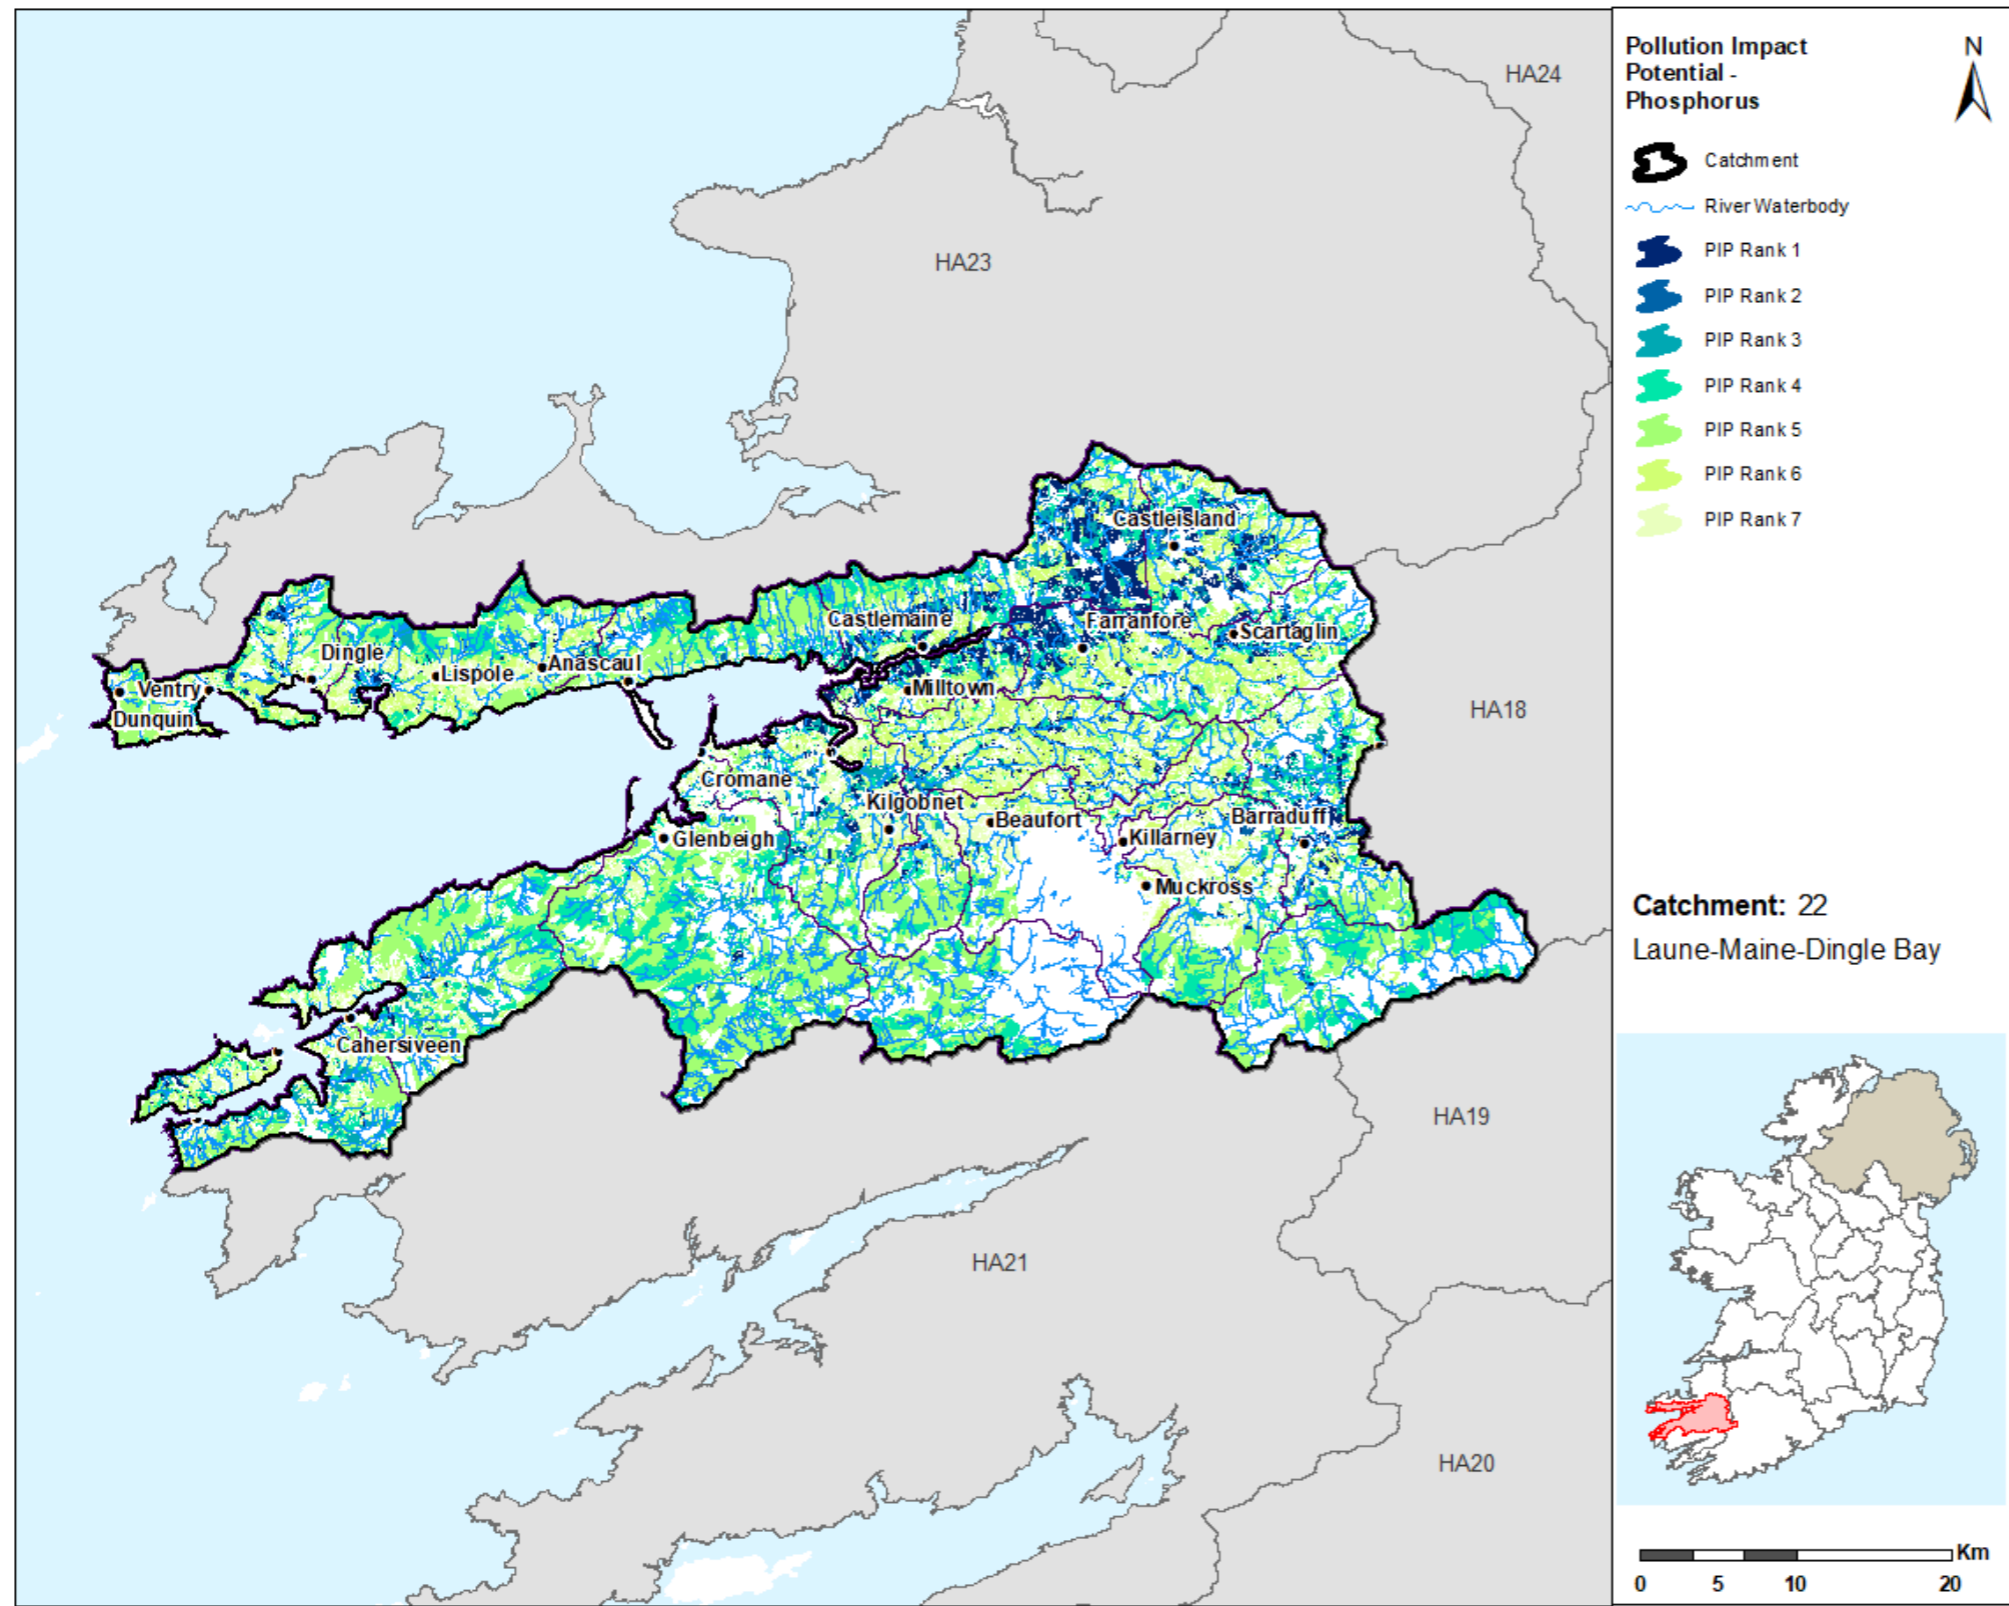 HA24
HA23
HA18
HA19
HA21
HA20
Castleisland
Castlemaine
Farranfore
Scartaglin
Dingle
Anascaul
Lispole
Ventry
Milltown
Dunquin
Cromane
Kilgobnet
Beaufort
Barraduff
Killarney
Glenbeigh
Muckross
Cahersiveen
Pollution Impact
Potential -
Phosphorus
N
Catchment
River Waterbody
PIP Rank 1
PIP Rank 2
PIP Rank 3
PIP Rank 4
PIP Rank 5
PIP Rank 6
PIP Rank 7
Catchment: 22
Laune-Maine-Dingle Bay
Km
0 5 10 20